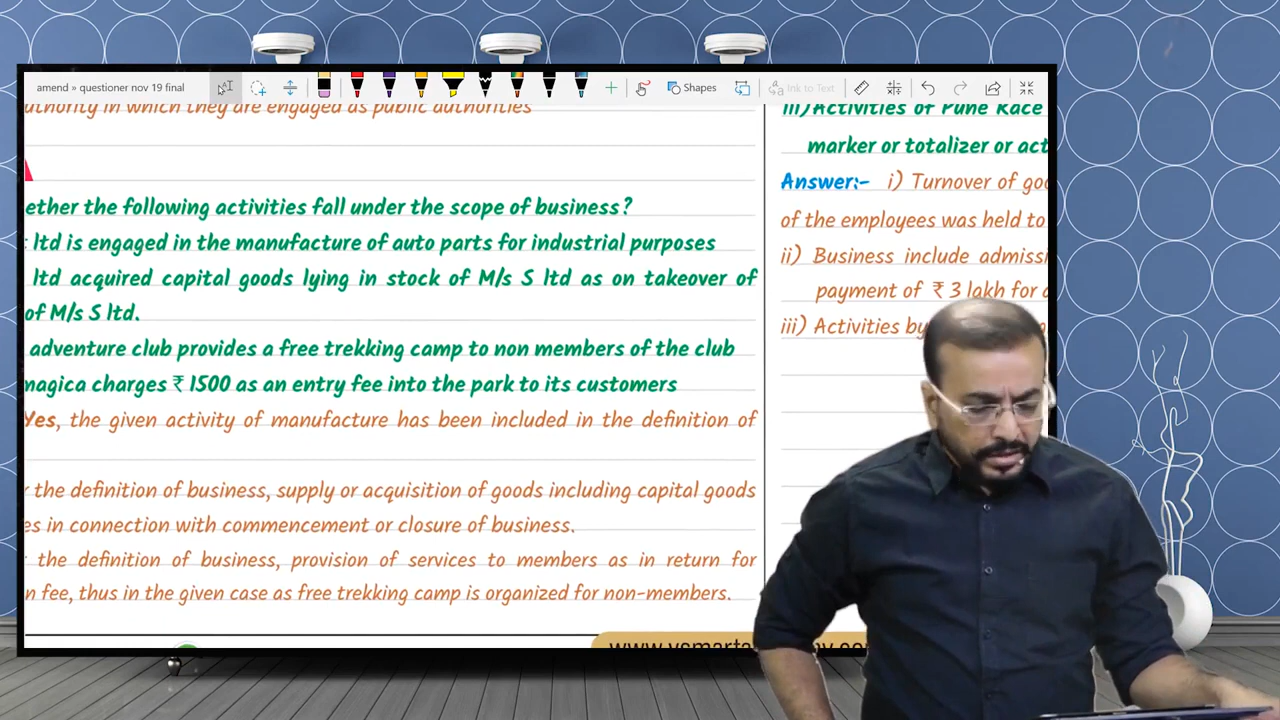 amend » questioner nov 19 final
Shapes
Ink to Text
authority in which they are engaged as public authorities
ether the following activities fall under the scope of business?
ltd is engaged in the manufacture of auto parts for industrial purposes
ltd acquired capital goods lying in stock of M/s S ltd as on takeover of
of M/s S ltd.
adventure club provides a free trekking camp to non members of the club
magica charges ₹ 1500 as an entry fee into the park to its customers
Yes, the given activity of manufacture has been included in the definition of
the definition of business, supply or acquisition of goods including capital goods
es in connection with commencement or closure of business.
the definition of business, provision of services to members as in return for
n fee, thus in the given case as free trekking camp is organized for non-members.
iii) Activities of Pune Race
marker or totalizer or act
Answer:- i) Turnover of goo
of the employees was held to
ii) Business include admissi
payment of ₹ 3 lakh for
iii) Activities by